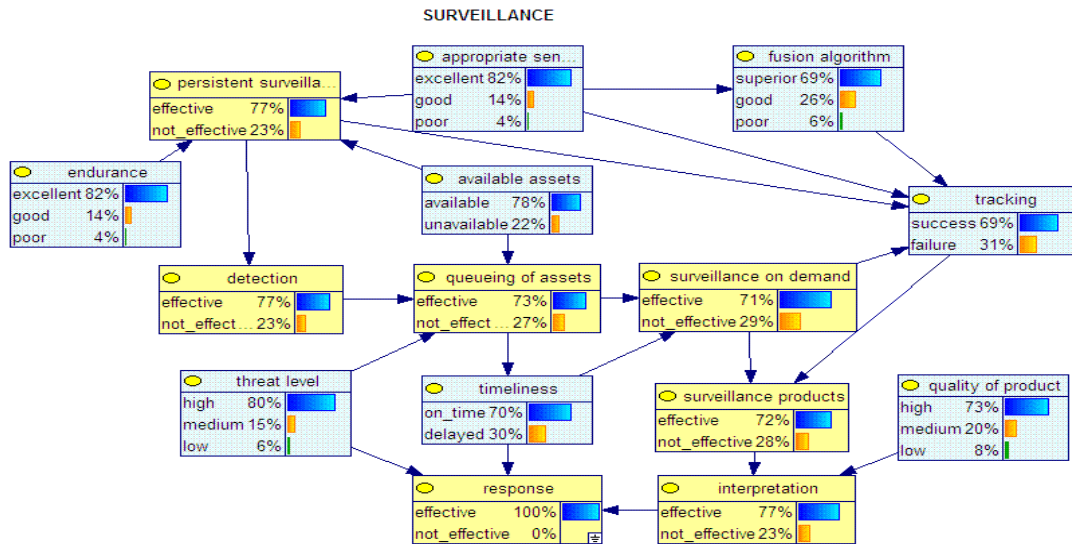 SURVEILLANCE
appropriate sen...
excellent 82%
good 14%
poor 4%
fusion algorithm
superior 69%
good 26%
poor 6%
persistent surveilla...
effective 77%
not_effective 23%
endurance
excellent 82%
good 14%
poor 4%
available assets
available 78%
unavailable 22%
tracking
success 69%
failure 31%
detection
effective 77%
not_effect ... 23%
queueing of assets
effective 73%
not_effect ... 27%
surveillance on demand
effective 71%
not_effective 29%
threat level
high 80%
medium 15%
low 6%
timeliness
on_time 70%
delayed 30%
surveillance products
effective 72%
not_effective 28%
quality of product
high 73%
medium 20%
low 8%
response
effective 100%
not_effective 0%
interpretation
effective 77%
not_effective 23%